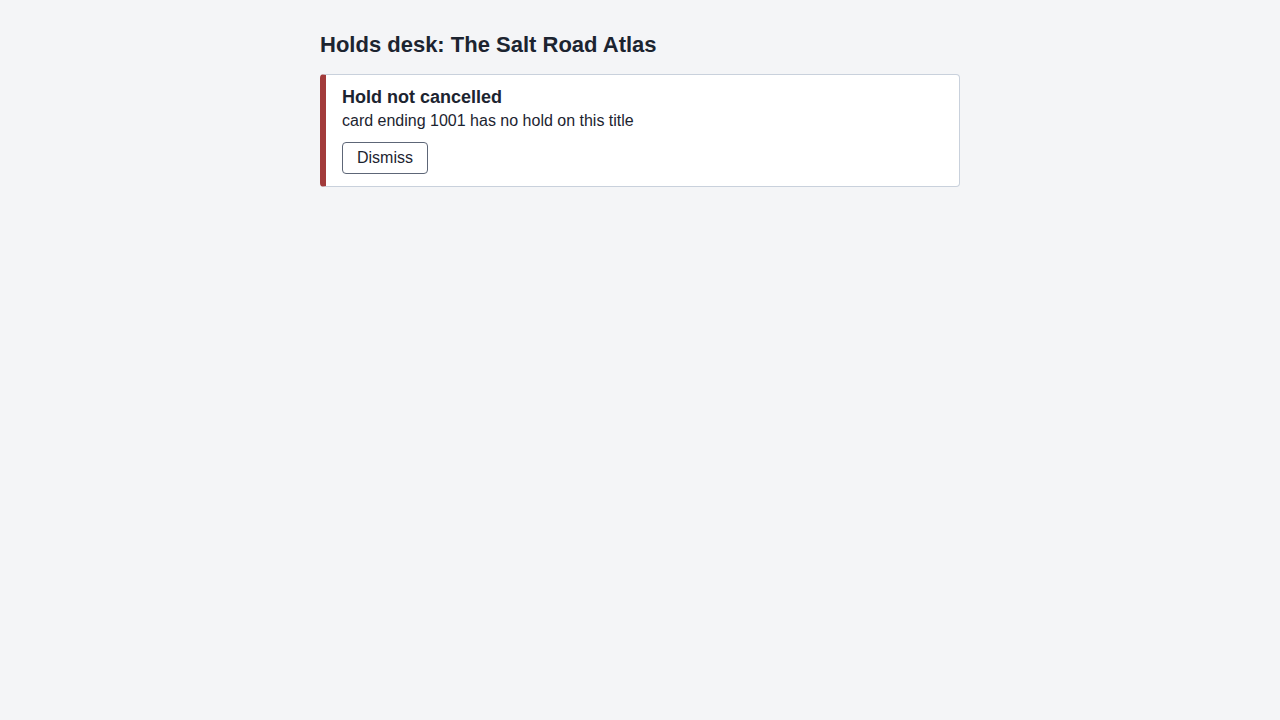 Holds desk: The Salt Road Atlas
Hold not cancelled
card ending 1001 has no hold on this title
Dismiss